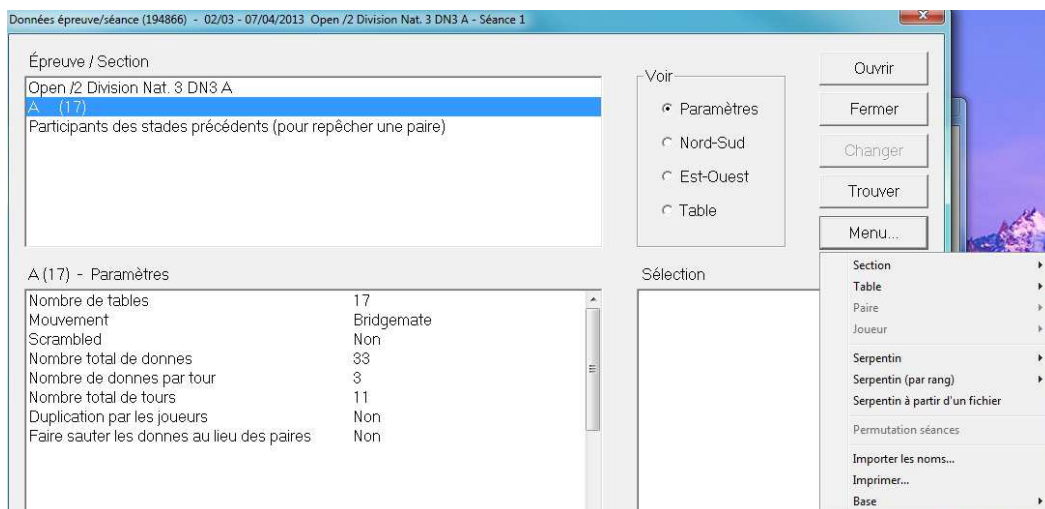 Données épreuve/séance (194866) - 02/03 - 07/04/2013 Open /2 Division Nat. 3 DN3 A - Séance 1
Épreuve / Section
Open /2 Division Nat. 3 DN3 A
A (17)
Participants des stades précédents (pour repêcher une paire)
Voir
Paramètres
Nord-Sud
Est-Ouest
Table
Ouvrir
Fermer
Changer
Trouver
Menu...
A (17) - Paramètres
Nombre de tables 17
Mouvement Bridgemate
Scrambled Non
Nombre total de donnes 33
Nombre de donnes par tour 3
Nombre total de tours 11
Duplication par les joueurs Non
Faire sauter les donnes au lieu des paires Non
Sélection
Section
Table
Paire
Joueur
Serpentin
Serpentin (par rang)
Serpentin à partir d'un fichier
Permutation séances
Importer les noms...
Imprimer...
Base